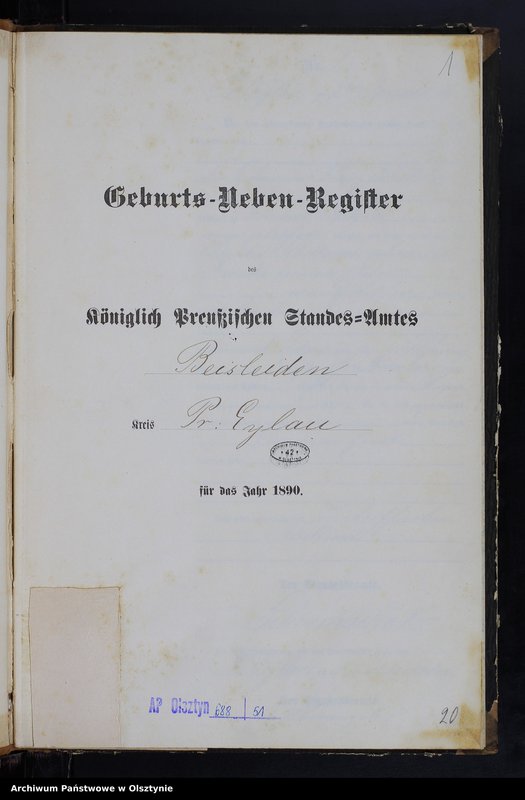 1
Geburts-Neben-Register
des
Königlich Preußischen Standes-Amtes
Beisleiden
Kreis Pr: Eylau
42
für das Jahr 1890.
AP Olsztyn 688 | 51
20
Archiwum Państwowe w Olsztynie